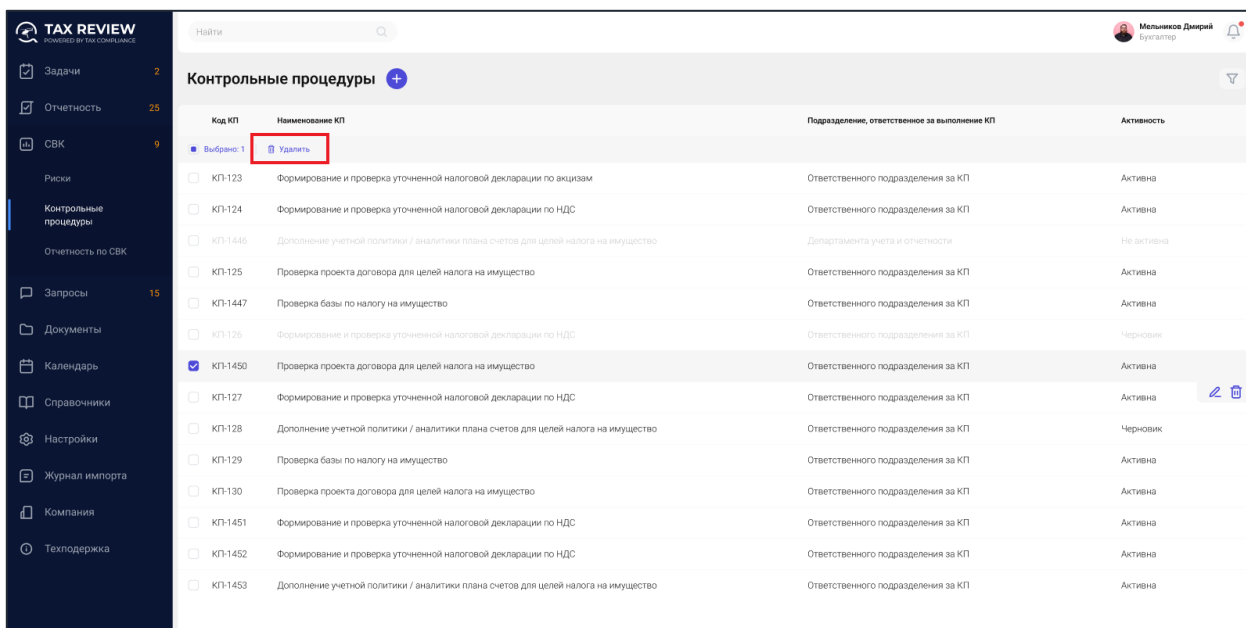 TAX REVIEW
POWERED BY TAX COMPLIANCE
Найти
Мельников Дмирий
Бухгалтер
Задачи 2
Отчетность 25
СВК 9
Риски
Контрольные
процедуры
Отчетность по СВК
Запросы 15
Документы
Календарь
Справочники
Настройки
Журнал импорта
Компания
Техподержка
Контрольные процедуры +
Код КП Наименование КП Подразделение, ответственное за выполнение КП Активность
Выбрано: 1 Удалить
КП-123 Формирование и проверка уточненной налоговой декларации по акцизам Ответственного подразделения за КП Активна
КП-124 Формирование и проверка уточненной налоговой декларации по НДС Ответственного подразделения за КП Активна
КП-1446 Дополнение учетной политики / аналитики плана счетов для целей налога на имущество Департамента учета и отчетности Не активна
КП-125 Проверка проекта договора для целей налога на имущество Ответственного подразделения за КП Активна
КП-1447 Проверка базы по налогу на имущество Ответственного подразделения за КП Активна
КП-126 Формирование и проверка уточненной налоговой декларации по НДС Ответственного подразделения за КП Черновик
КП-1450 Проверка проекта договора для целей налога на имущество Ответственного подразделения за КП Активна
КП-127 Формирование и проверка уточненной налоговой декларации по НДС Ответственного подразделения за КП Активна
КП-128 Дополнение учетной политики / аналитики плана счетов для целей налога на имущество Ответственного подразделения за КП Черновик
КП-129 Проверка базы по налогу на имущество Ответственного подразделения за КП Активна
КП-130 Проверка проекта договора для целей налога на имущество Ответственного подразделения за КП Активна
КП-1451 Формирование и проверка уточненной налоговой декларации по НДС Ответственного подразделения за КП Активна
КП-1452 Формирование и проверка уточненной налоговой декларации по НДС Ответственного подразделения за КП Активна
КП-1453 Дополнение учетной политики / аналитики плана счетов для целей налога на имущество Ответственного подразделения за КП Активна